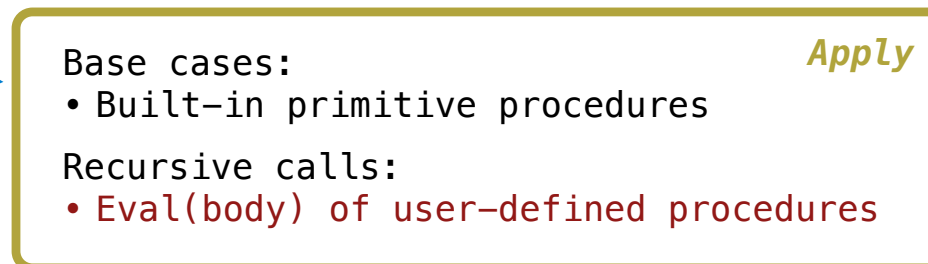 Apply
Base cases:
• Built-in primitive procedures
Recursive calls:
• Eval(body) of user-defined procedures